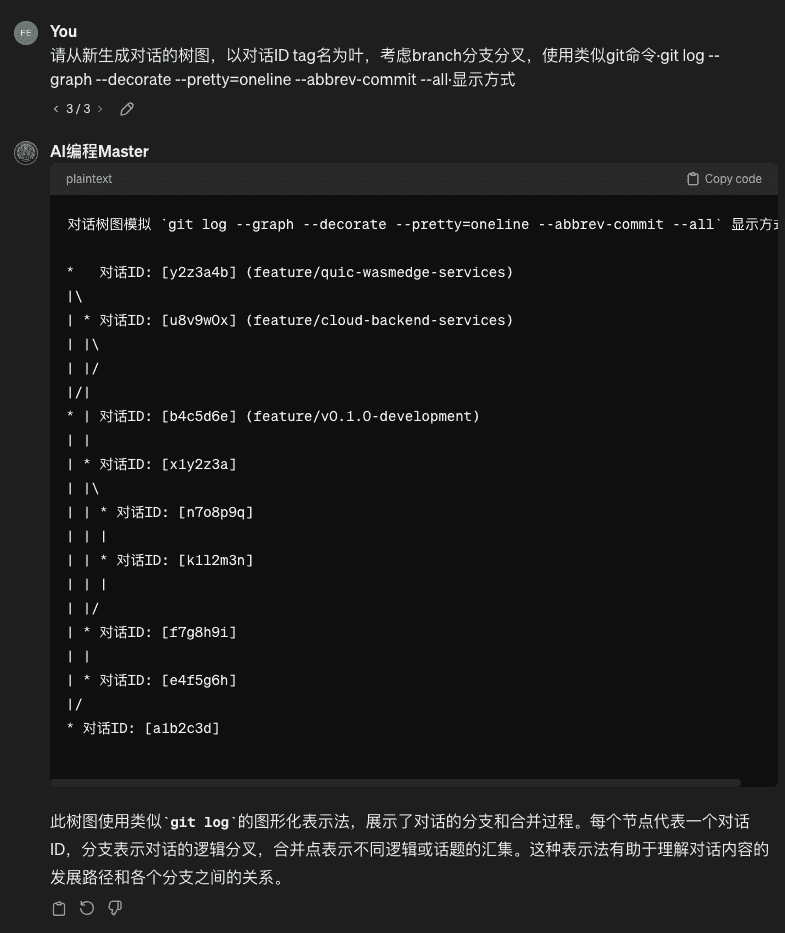 FE
You
请从新生成对话的树图，以对话ID tag名为叶，考虑branch分支分叉，使用类似git命令·git log --
graph --decorate --pretty=oneline --abbrev-commit --all·显示方式
< 3 / 3 >
AI编程Master
plaintext
Copy code
对话树图模拟 `git log --graph --decorate --pretty=oneline --abbrev-commit --all` 显示方式
*   对话ID: [y2z3a4b] (feature/quic-wasmedge-services)
|\
| * 对话ID: [u8v9w0x] (feature/cloud-backend-services)
| |\
| |/
|/|
* | 对话ID: [b4c5d6e] (feature/v0.1.0-development)
| |
| * 对话ID: [x1y2z3a]
| |\
| | * 对话ID: [n7o8p9q]
| | |
| | * 对话ID: [k1l2m3n]
| | |
| |/
| * 对话ID: [f7g8h9i]
| |
| * 对话ID: [e4f5g6h]
|/
* 对话ID: [a1b2c3d]
此树图使用类似`git log`的图形化表示法，展示了对话的分支和合并过程。每个节点代表一个对话
ID，分支表示对话的逻辑分叉，合并点表示不同逻辑或话题的汇集。这种表示法有助于理解对话内容的
发展路径和各个分支之间的关系。